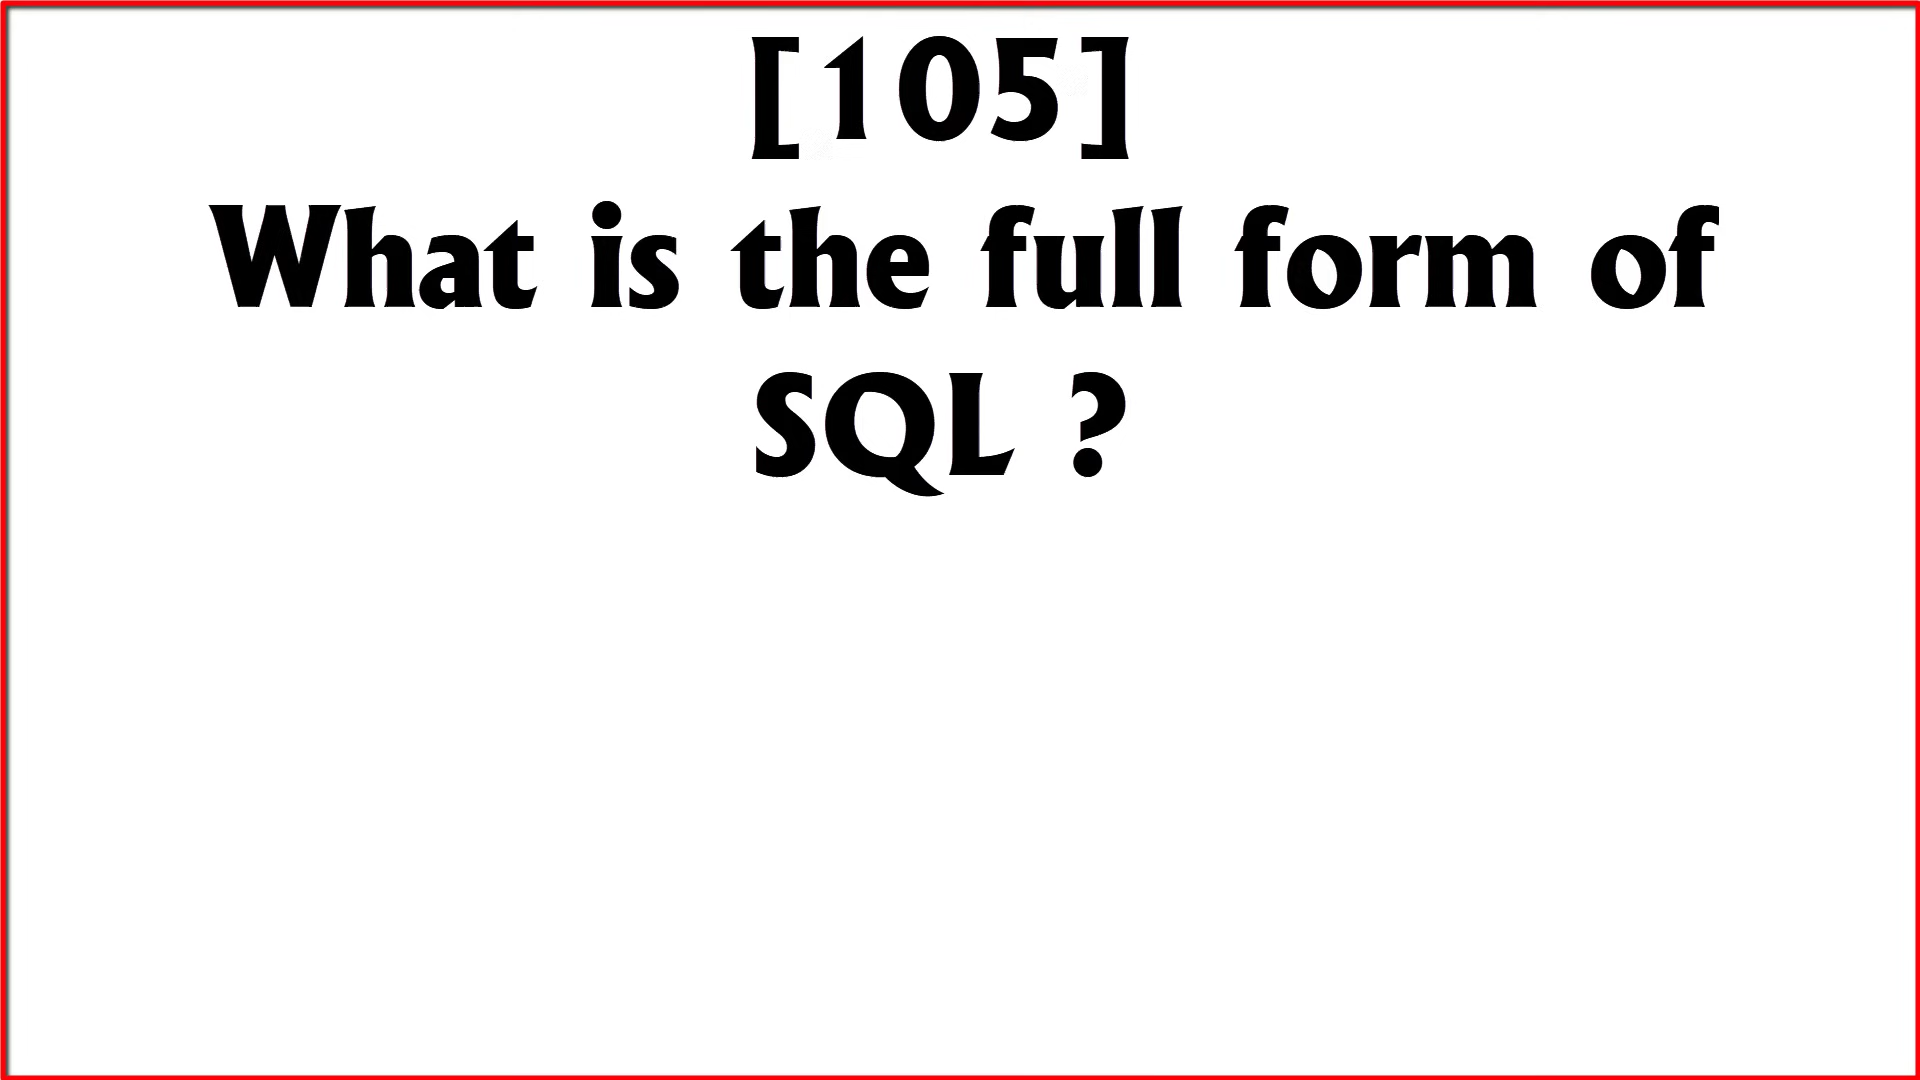 [105]
What is the full form of
SQL ?